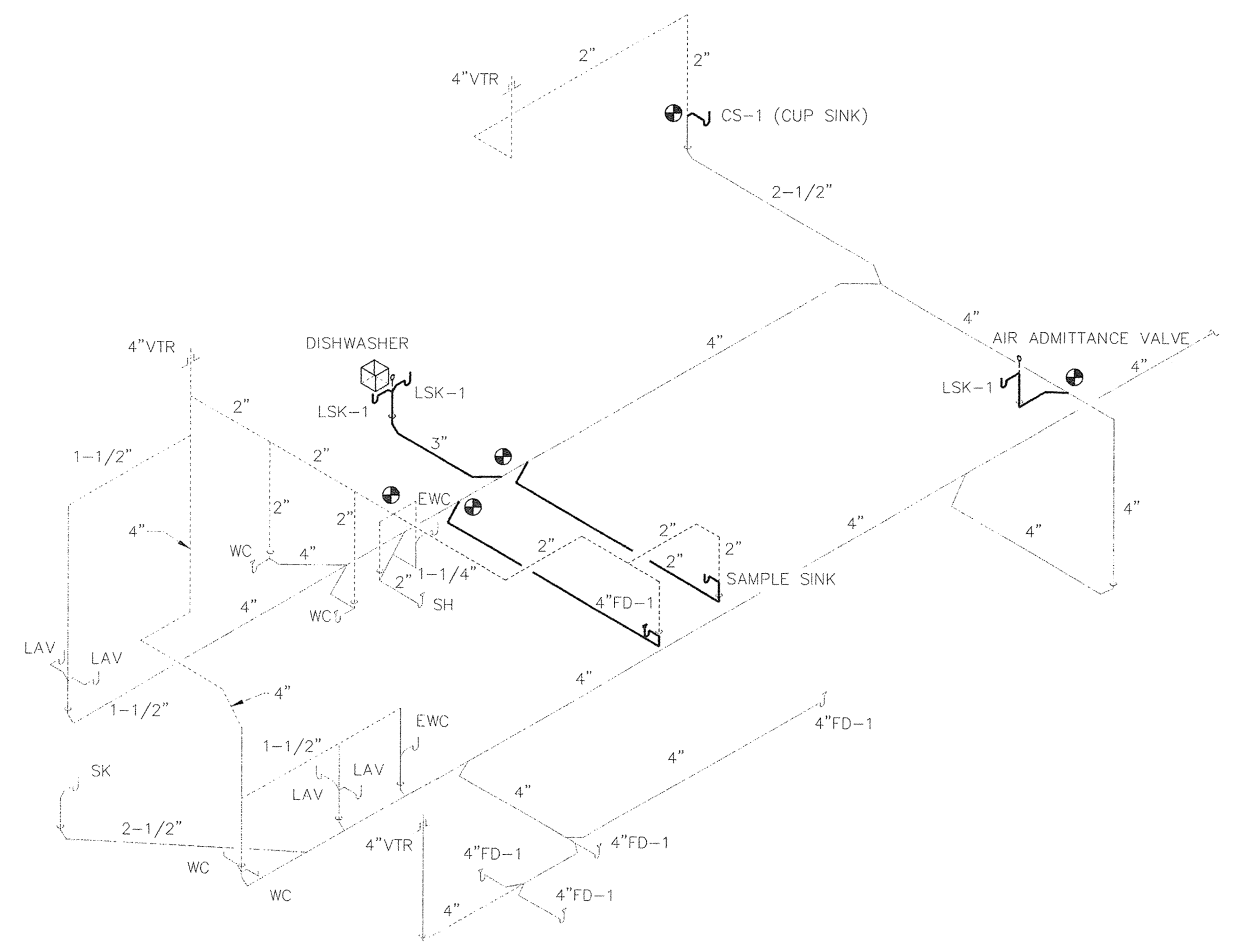 2"
2"
4"VTR
CS-1 (CUP SINK)
2-1/2"
4"
4"
AIR ADMITTANCE VALVE
4"
DISHWASHER
4"VTR
LSK-1
LSK-1
LSK-1
2"
3"
1-1/2"
2"
EWC
2"
2"
4"
4"
4"
4"
2"
2"
2"
2"
WC
4"
1-1/4"
2"
SAMPLE SINK
4"
WC
SH
4"FD-1
LAV
LAV
4"
4"
1-1/2"
4"FD-1
EWC
1-1/2"
4"
SK
LAV
LAV
4"
2-1/2"
4"VTR
4"FD-1
4"FD-1
WC
WC
4"FD-1
4"